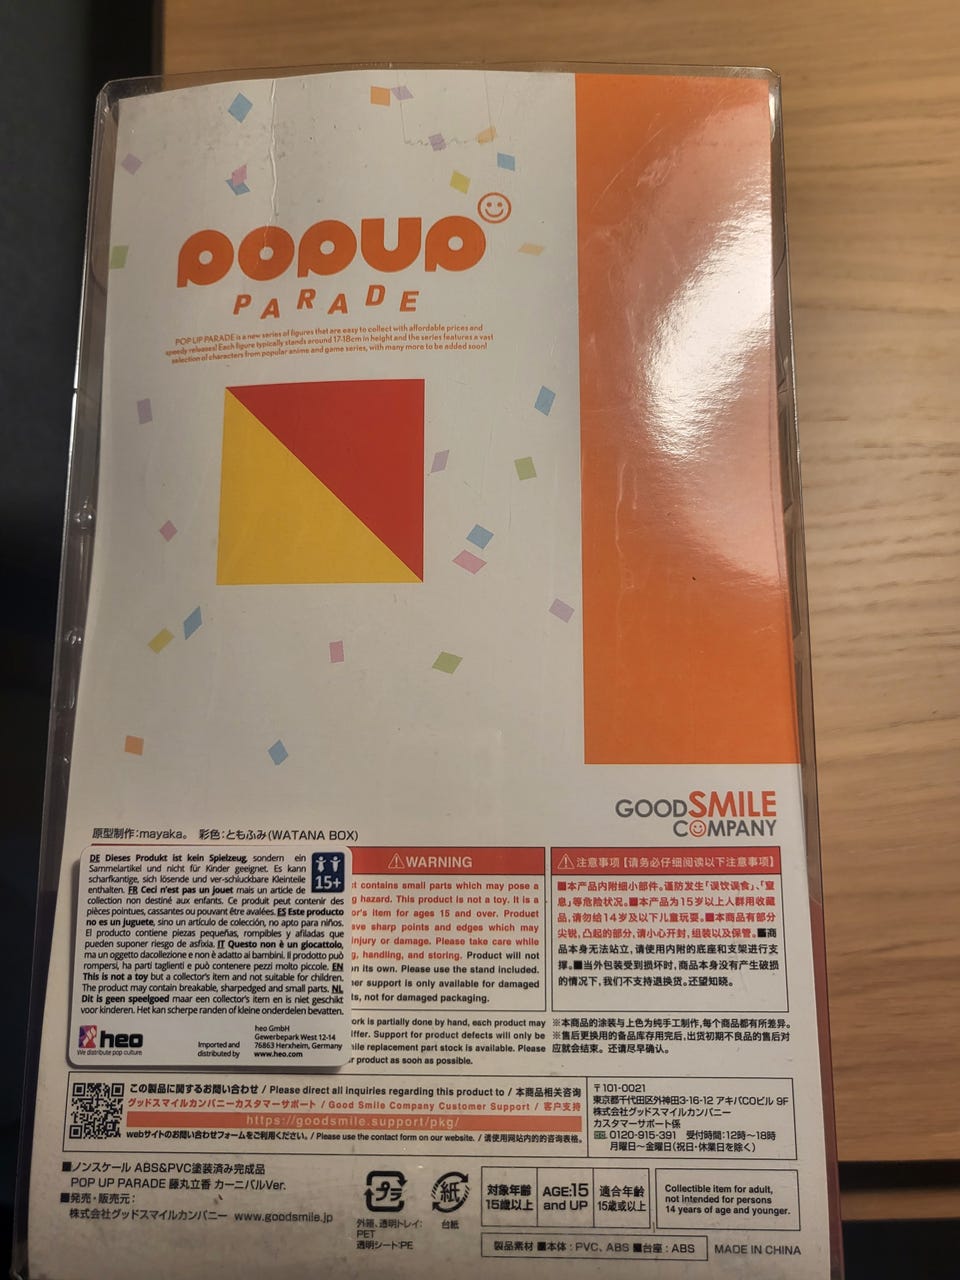 POPUP
PARADE
POP UP PARADE is a new series of figures that are easy to collect with affordable prices and
speedy releases! Each figure typically stands around 17-18cm in height and the series features a vast
selection of characters from popular anime and game series, with many more to be added soon!
GOODSMILE
COMPANY
原型制作：mayaka。 彩色：ともふみ(WATANA BOX)
DE Dieses Produkt ist kein Spielzeug, sondern ein
Sammelartikel und nicht für Kinder geeignet. Es kann
scharfkantige, sich lösende und ver-schluckbare Kleinteile
enthalten. FR Ceci n'est pas un jouet mais un article de
collection non destiné aux enfants. Ce produit peut contenir des
pièces pointues, cassantes ou pouvant être avalées. ES Este producto
no es un juguete, sino un artículo de colección, no apto para niños.
El producto contiene piezas pequeñas, rompibles y afiladas que
pueden suponer riesgo de asfixia. IT Questo non è un giocattolo,
ma un oggetto dacollezione e non è adatto ai bambini. Il prodotto può
rompersi, ha parti taglienti e può contenere pezzi molto piccole. EN
This is not a toy but a collector's item and not suitable for children.
The product may contain breakable, sharpedged and small parts. NL
Dit is geen speelgoed maar een collector's item en is niet geschikt
voor kinderen. Het kan scherpe randen of kleine onderdelen bevatten.
15+
heo
We distribute pop culture
Imported and
distributed by
heo GmbH
Gewerbepark West 12-14
76863 Herxheim, Germany
www.heo.com
WARNING
t contains small parts which may pose a
g hazard. This product is not a toy. It is a
or's item for ages 15 and over. Product
ave sharp points and edges which may
injury or damage. Please take care while
g, handling, and storing. Product will not
on its own. Please use the stand included.
er support is only available for damaged
ts, not for damaged packaging.
ork is partially done by hand, each product may
iffer. Support for product defects will only be
ile replacement part stock is available. Please
r product as soon as possible.
注意事项【请务必仔细阅读以下注意事项】
■本产品内附细小部件。谨防发生「误饮误食」、「窒
息」等危险状况。■本产品为15岁以上人群用收藏
品，请勿给14岁及以下儿童玩耍。■本商品有部分
尖锐，凸起的部分，请小心开封，组装以及保管。■商
品本身无法站立，请使用内附的底座和支架进行支
撑。■当外包装受到损坏时，商品本身没有产生破损
的情况下，我们不支持退换货。还望知晓。
※本商品的涂装与上色为纯手工制作，每个商品都有所差异。
※售后更换用的备品库存用完后，出货初期不良品的售后对
应就会结束。还请尽早确认。
この製品に関するお問い合わせ / Please direct all inquiries regarding this product to / 本商品相关咨询
グッドスマイルカンパニーカスタマーサポート / Good Smile Company Customer Support / 客户支持
https://goodsmile.support/pkg/
webサイトのお問い合わせフォームをご利用ください。/ Please use the contact form on our website. / 请使用网站内的的咨询表格。
〒101-0021
東京都千代田区外神田3-16-12 アキバCOビル 9F
株式会社グッドスマイルカンパニー
カスタマーサポート係
0120-915-391 受付時間：12時〜18時
月曜日〜金曜日(祝日・休業日を除く)
■ノンスケール ABS&PVC塗装済み完成品
POP UP PARADE 藤丸立香 カーニバルVer.
■発売・販売元：
株式会社グッドスマイルカンパニー www.goodsmile.jp
プラ
外箱、透明トレイ：
PET
透明シート：PE
紙
台紙
対象年齢
15歳以上
AGE:15
and UP
適合年齢
15歳或以上
Collectible item for adult,
not intended for persons
14 years of age and younger.
製品素材 ■本体：PVC、ABS ■台座：ABS
MADE IN CHINA